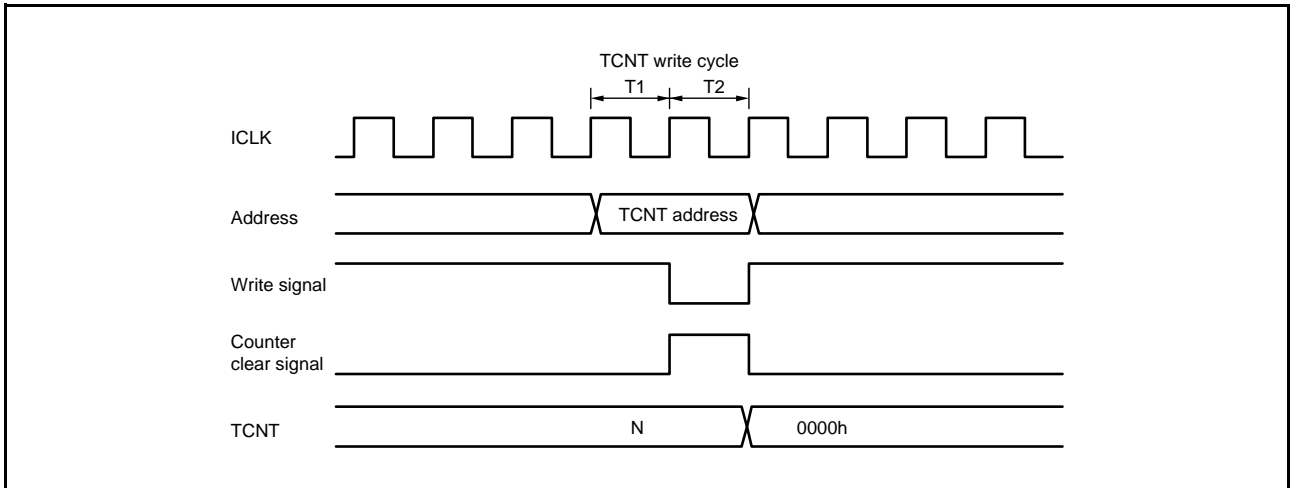 TCNT write cycle
T1 T2
ICLK
Address
TCNT address
Write signal
Counter
clear signal
TCNT
N
0000h